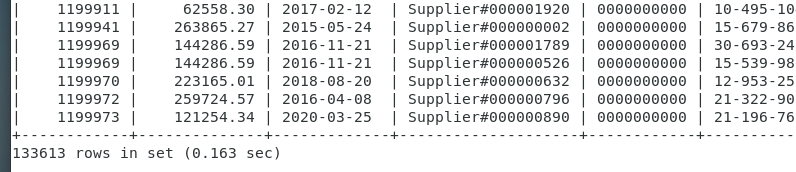 |    1199911 |     62558.30 | 2017-02-12  | Supplier#000001920 | 0000000000 | 10-495-10
|    1199941 |    263865.27 | 2015-05-24  | Supplier#000000002 | 0000000000 | 15-679-86
|    1199969 |    144286.59 | 2016-11-21  | Supplier#000001789 | 0000000000 | 30-693-24
|    1199969 |    144286.59 | 2016-11-21  | Supplier#000000526 | 0000000000 | 15-539-98
|    1199970 |    223165.01 | 2018-08-20  | Supplier#000000632 | 0000000000 | 12-953-25
|    1199972 |    259724.57 | 2016-04-08  | Supplier#000000796 | 0000000000 | 21-322-90
|    1199973 |    121254.34 | 2020-03-25  | Supplier#000000890 | 0000000000 | 21-196-76
+------------+--------------+-------------+--------------------+------------+----------
133613 rows in set (0.163 sec)